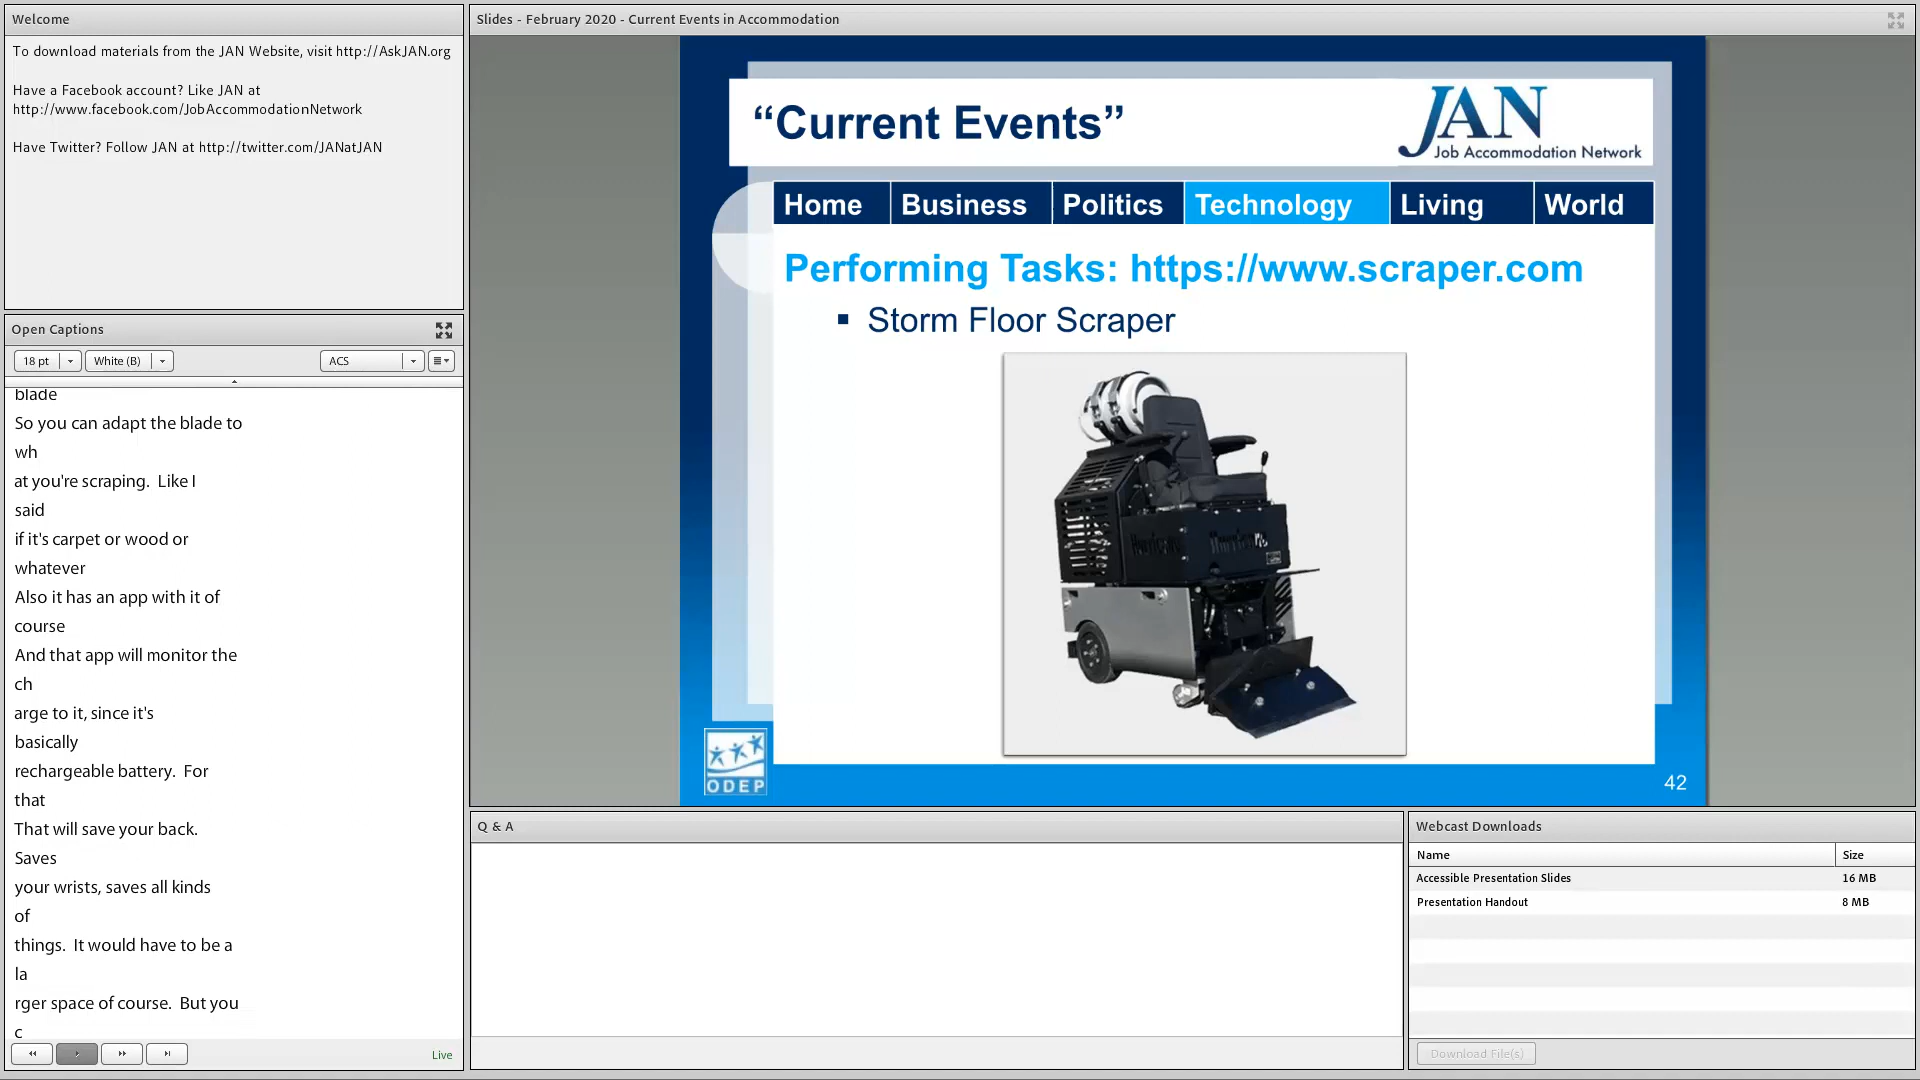 Welcome
To download materials from the JAN Website, visit http://AskJAN.org
Have a Facebook account? Like JAN at
http://www.facebook.com/JobAccommodationNetwork
Have Twitter? Follow JAN at http://twitter.com/JANatJAN
Open Captions
18 pt
White (B)
ACS
blade
So you can adapt the blade to
wh
at you're scraping.  Like I
said
if it's carpet or wood or
whatever
Also it has an app with it of
course
And that app will monitor the
ch
arge to it, since it's
basically
rechargeable battery.  For
that
That will save your back.
Saves
your wrists, saves all kinds
of
things.  It would have to be a
la
rger space of course.  But you
c
Live
Slides - February 2020 - Current Events in Accommodation
“Current Events”
JAN
Job Accommodation Network
Home Business Politics Technology Living World
Performing Tasks: https://www.scraper.com
▪ Storm Floor Scraper
ODEP
42
Q & A
Webcast Downloads
Name Size
Accessible Presentation Slides 16 MB
Presentation Handout 8 MB
Download File(s)